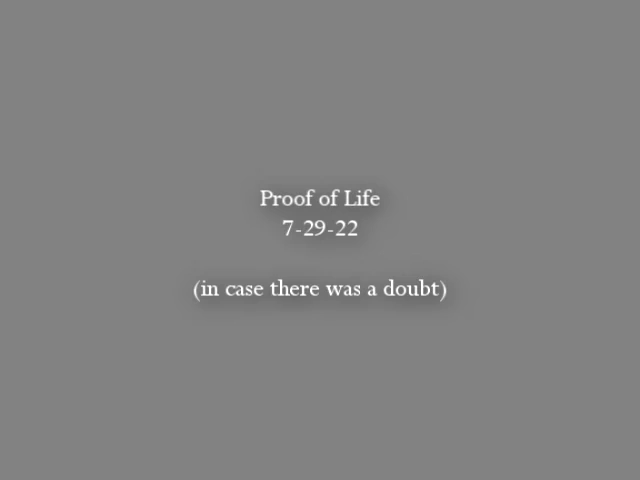 Proof of Life
7-29-22
(in case there was a doubt)